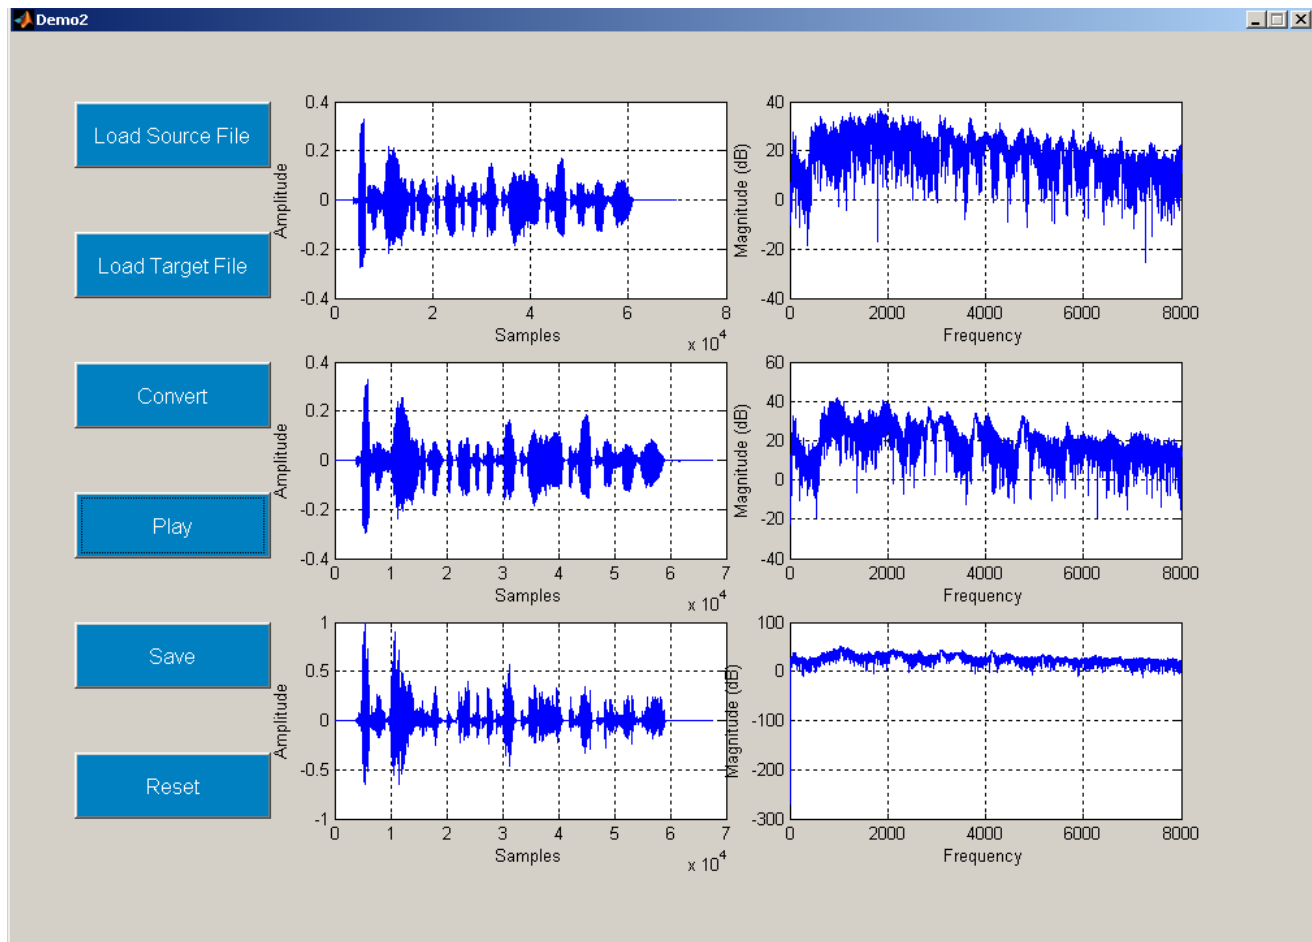 Demo2
Load Source File
Load Target File
Convert
Play
Save
Reset
0.4
0.2
0
-0.2
-0.4
Amplitude
0 2 4 6 8
Samples
x 10^4
40
20
0
-20
-40
Magnitude (dB)
0 2000 4000 6000 8000
Frequency
0.4
0.2
0
-0.2
-0.4
Amplitude
0 1 2 3 4 5 6 7
Samples
x 10^4
60
40
20
0
-20
-40
Magnitude (dB)
0 2000 4000 6000 8000
Frequency
1
0.5
0
-0.5
-1
Amplitude
0 1 2 3 4 5 6 7
Samples
x 10^4
100
0
-100
-200
-300
Magnitude (dB)
0 2000 4000 6000 8000
Frequency